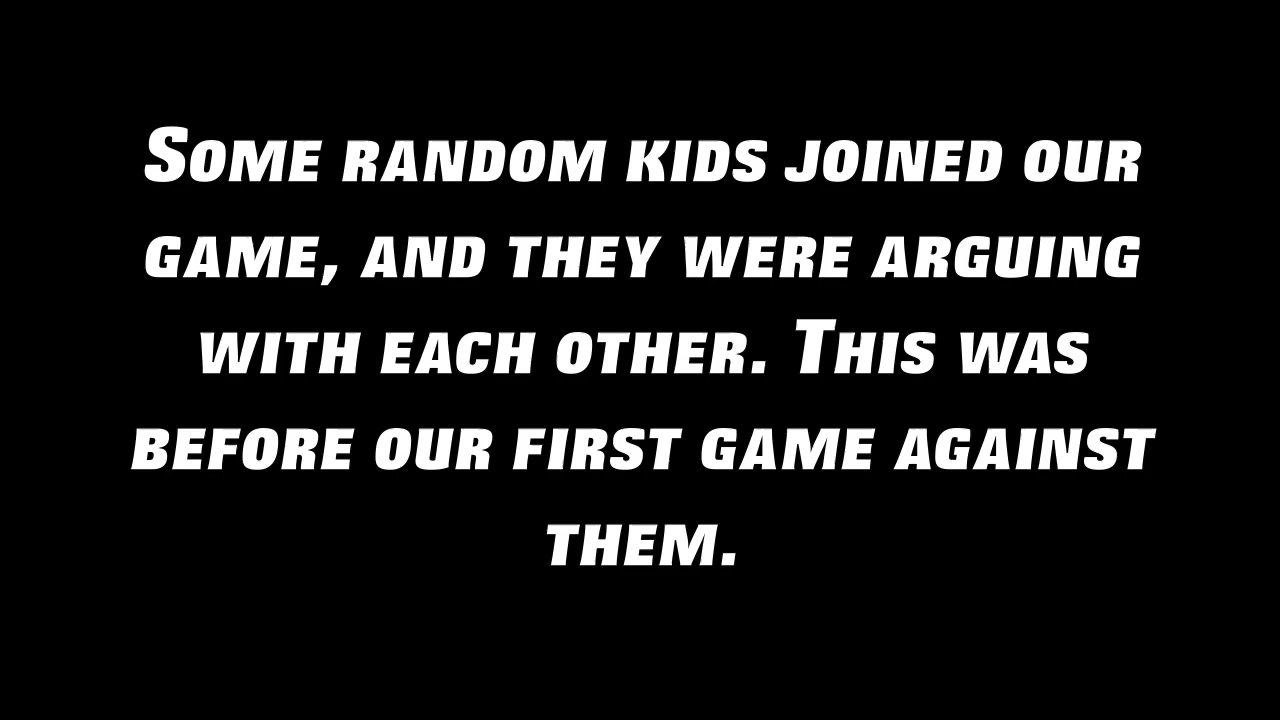 Some random kids joined our
game, and they were arguing
with each other. This was
before our first game against
them.